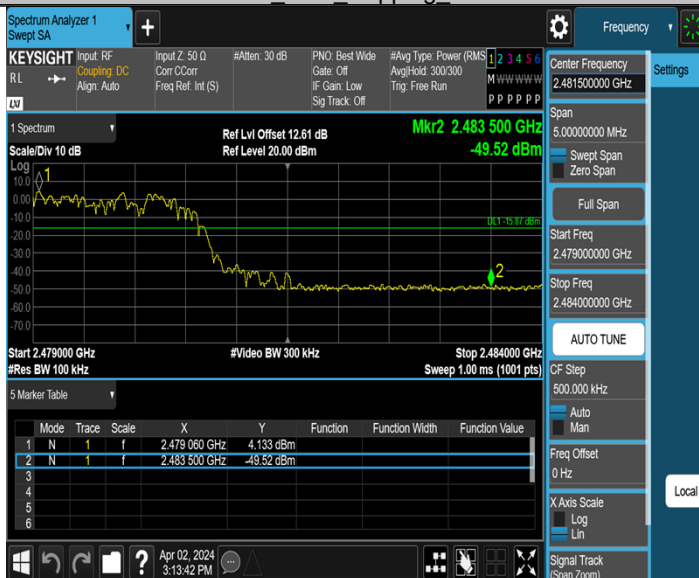 Spectrum Analyzer 1
Swept SA
+
Frequency
KEYSIGHT
RL
LXI
Input: RF
Coupling: DC
Align: Auto
Input Z: 50 Ω
Corr CCorr
Freq Ref: Int (S)
#Atten: 30 dB
PNO: Best Wide
Gate: Off
IF Gain: Low
Sig Track: Off
#Avg Type: Power (RMS
Avg|Hold: 300/300
Trig: Free Run
1 2 3 4 5 6
M W W W W W
P P P P P P
1 Spectrum
Scale/Div 10 dB
Ref Lvl Offset 12.61 dB
Ref Level 20.00 dBm
Mkr2 2.483 500 GHz
-49.52 dBm
Log
10.0
0.00
-10.0
-20.0
-30.0
-40.0
-50.0
-60.0
-70.0
1
DL1 -15.87 dBm
2
Start 2.479000 GHz
#Res BW 100 kHz
#Video BW 300 kHz
Stop 2.484000 GHz
Sweep 1.00 ms (1001 pts)
5 Marker Table
Mode Trace Scale X Y Function Function Width Function Value
1 N 1 f 2.479 060 GHz 4.133 dBm
2 N 1 f 2.483 500 GHz -49.52 dBm
3
4
5
6
?
Apr 02, 2024
3:13:42 PM
Center Frequency
2.481500000 GHz
Span
5.00000000 MHz
Swept Span
Zero Span
Full Span
Start Freq
2.479000000 GHz
Stop Freq
2.484000000 GHz
AUTO TUNE
CF Step
500.000 kHz
Auto
Man
Freq Offset
0 Hz
X Axis Scale
Log
Lin
Signal Track
(Span Zoom)
Settings
Local